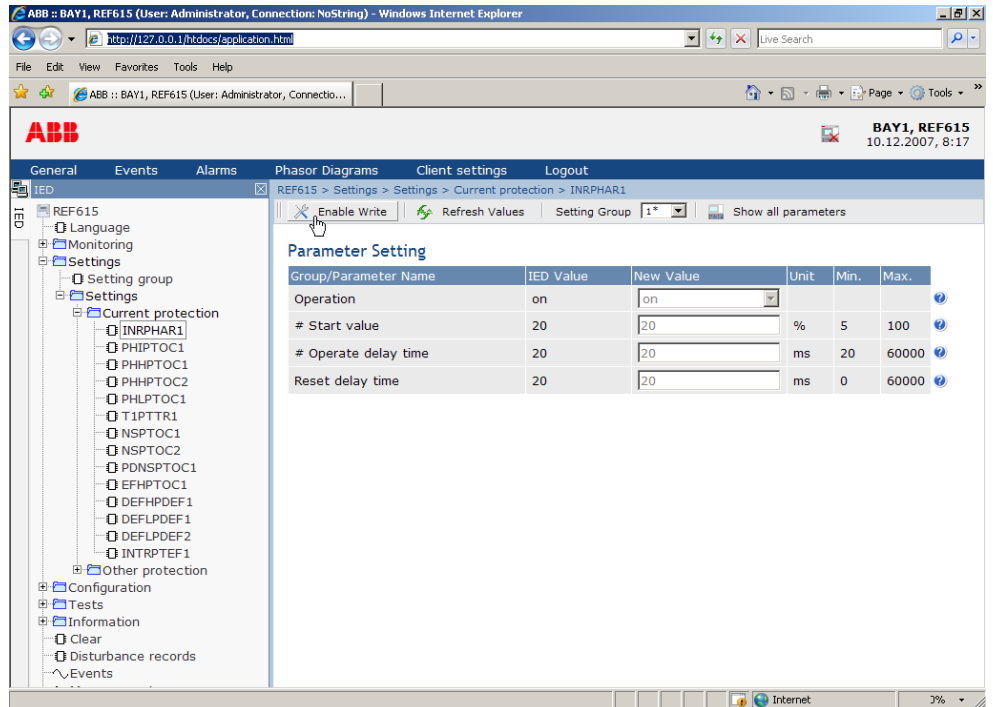 ABB :: BAY1, REF615 (User: Administrator, Connection: NoString) - Windows Internet Explorer
http://127.0.0.1/htdocs/application.html
Live Search
File Edit View Favorites Tools Help
ABB :: BAY1, REF615 (User: Administrator, Connectio...
Page Tools »
ABB
BAY1, REF615
10.12.2007, 8:17
General Events Alarms Phasor Diagrams Client settings Logout
IED
IED
REF615 > Settings > Settings > Current protection > INRPHAR1
Enable Write Refresh Values Setting Group 1* Show all parameters
REF615
Language
Monitoring
Settings
Setting group
Settings
Current protection
INRPHAR1
PHIPTOC1
PHHPTOC1
PHHPTOC2
PHLPTOC1
T1PTTR1
NSPTOC1
NSPTOC2
PDNSPTOC1
EFHPTOC1
DEFHPDEF1
DEFLPDEF1
DEFLPDEF2
INTRPTEF1
Other protection
Configuration
Tests
Information
Clear
Disturbance records
Events
Parameter Setting
Group/Parameter Name IED Value New Value Unit Min. Max.
Operation on on
# Start value 20 20 % 5 100
# Operate delay time 20 20 ms 20 60000
Reset delay time 20 20 ms 0 60000
Internet